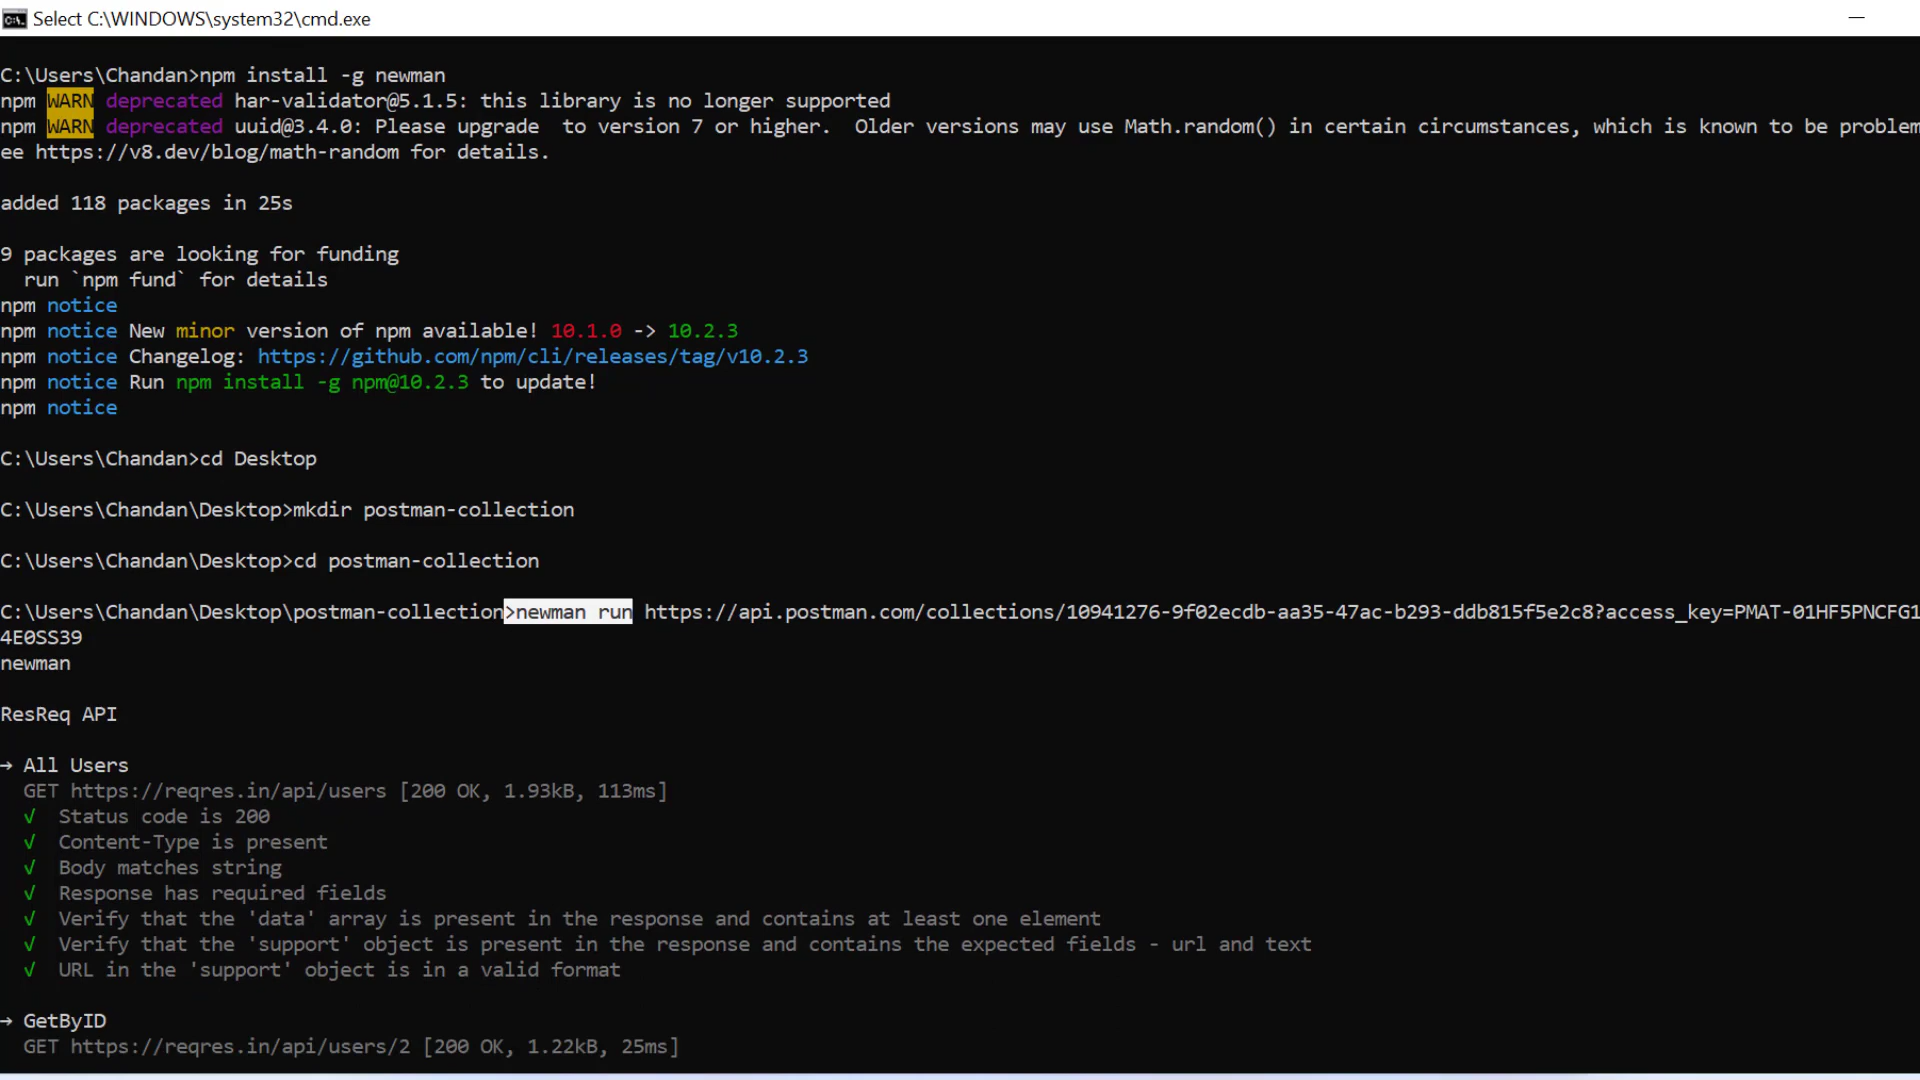 Select C:\WINDOWS\system32\cmd.exe
C:\Users\Chandan>npm install -g newman
npm WARN deprecated har-validator@5.1.5: this library is no longer supported
npm WARN deprecated uuid@3.4.0: Please upgrade  to version 7 or higher.  Older versions may use Math.random() in certain circumstances, which is known to be problem
ee https://v8.dev/blog/math-random for details.
added 118 packages in 25s
9 packages are looking for funding
  run `npm fund` for details
npm notice
npm notice New minor version of npm available! 10.1.0 -> 10.2.3
npm notice Changelog: https://github.com/npm/cli/releases/tag/v10.2.3
npm notice Run npm install -g npm@10.2.3 to update!
npm notice
C:\Users\Chandan>cd Desktop
C:\Users\Chandan\Desktop>mkdir postman-collection
C:\Users\Chandan\Desktop>cd postman-collection
C:\Users\Chandan\Desktop\postman-collection>newman run https://api.postman.com/collections/10941276-9f02ecdb-aa35-47ac-b293-ddb815f5e2c8?access_key=PMAT-01HF5PNCFG1
4E0SS39
newman
ResReq API
→ All Users
  GET https://reqres.in/api/users [200 OK, 1.93kB, 113ms]
  √  Status code is 200
  √  Content-Type is present
  √  Body matches string
  √  Response has required fields
  √  Verify that the 'data' array is present in the response and contains at least one element
  √  Verify that the 'support' object is present in the response and contains the expected fields - url and text
  √  URL in the 'support' object is in a valid format
→ GetByID
  GET https://reqres.in/api/users/2 [200 OK, 1.22kB, 25ms]